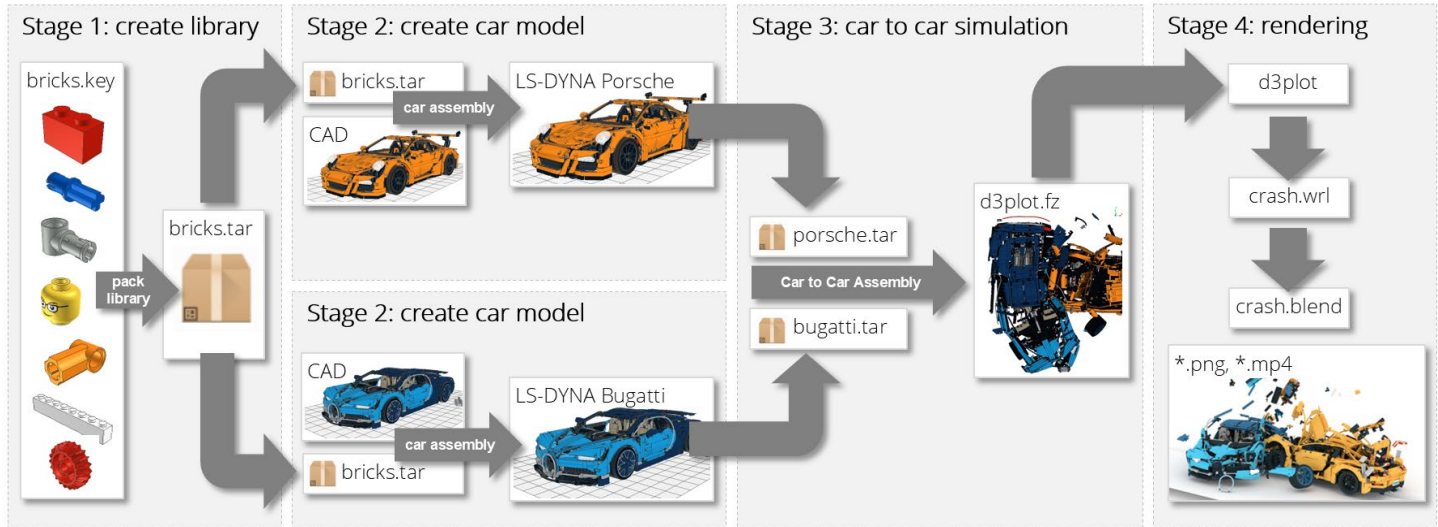 Stage 1: create library
bricks.key
pack
library
bricks.tar
Stage 2: create car model
bricks.tar
CAD
car assembly
LS-DYNA Porsche
Stage 2: create car model
CAD
bricks.tar
car assembly
LS-DYNA Bugatti
Stage 3: car to car simulation
porsche.tar
Car to Car Assembly
bugatti.tar
d3plot.fz
Stage 4: rendering
d3plot
crash.wrl
crash.blend
*.png, *.mp4